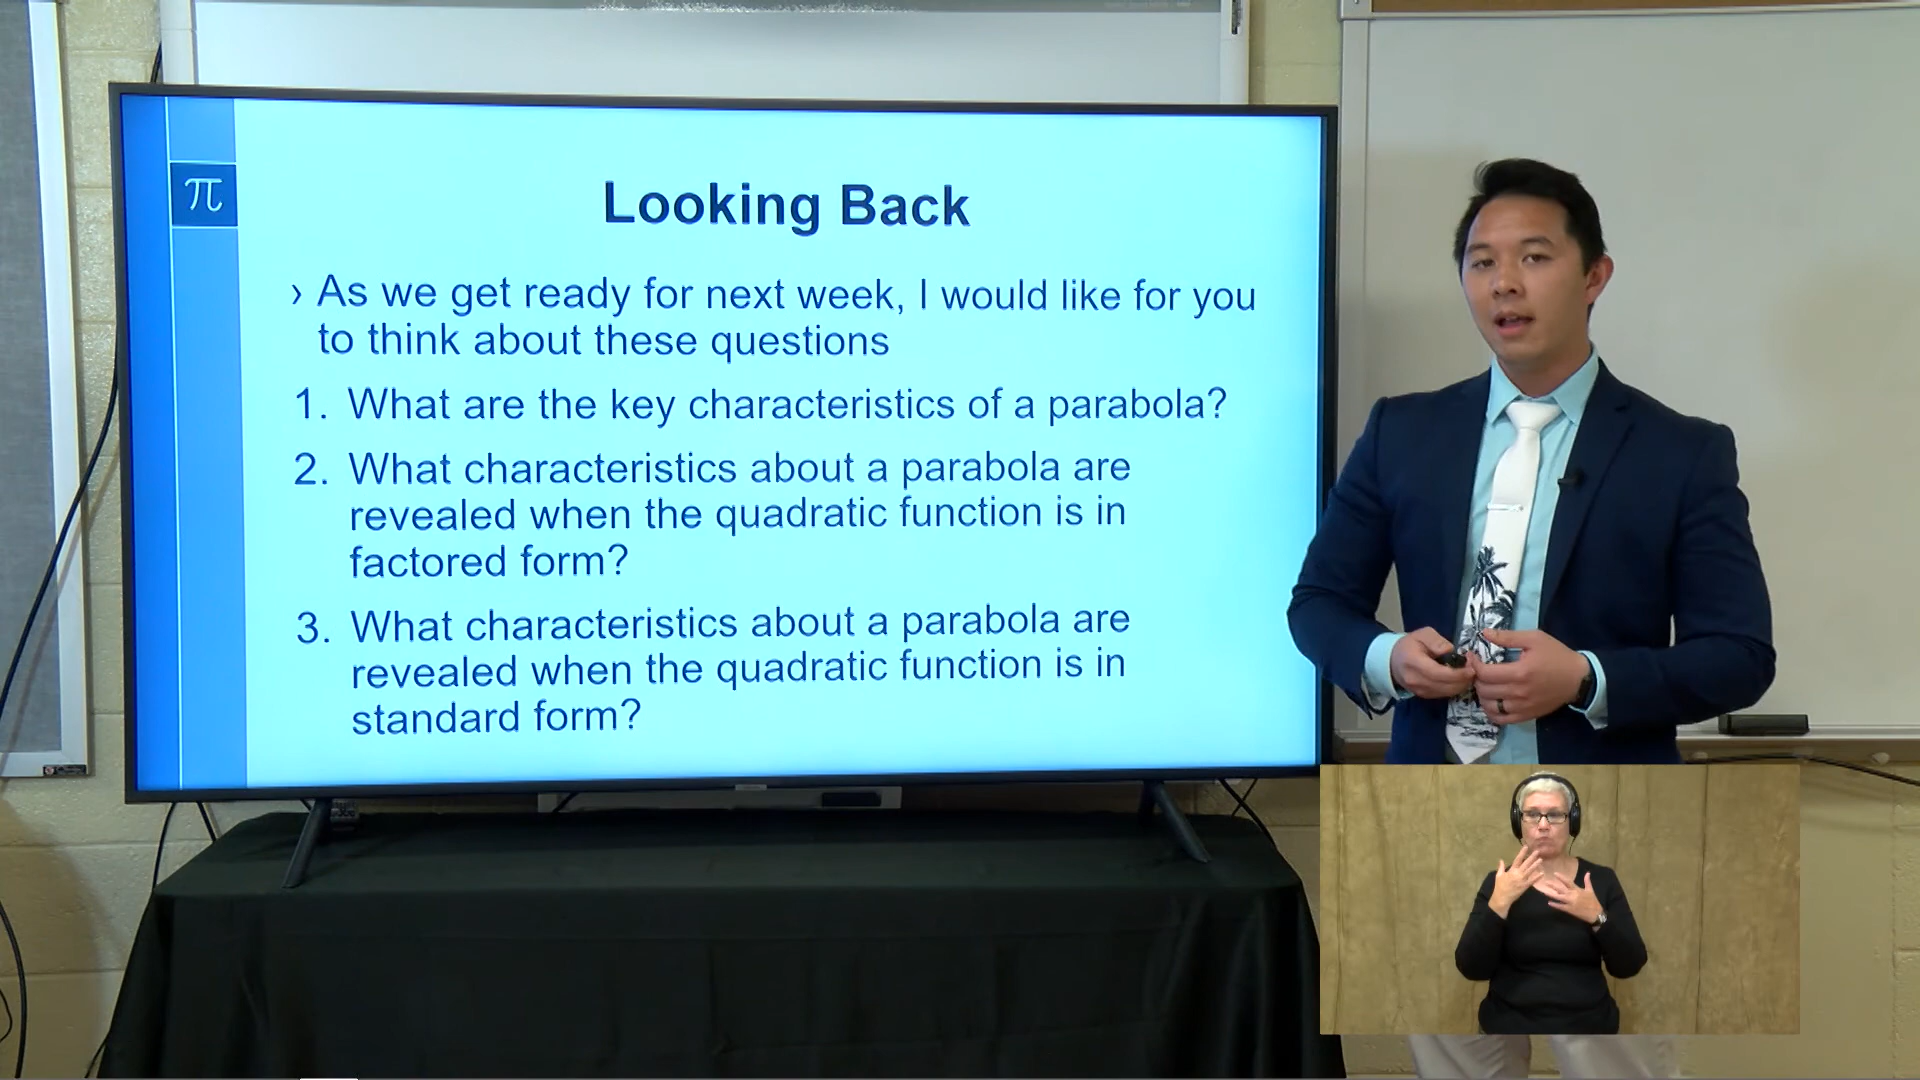 π
Looking Back
› As we get ready for next week, I would like for you
to think about these questions
1. What are the key characteristics of a parabola?
2. What characteristics about a parabola are
revealed when the quadratic function is in
factored form?
3. What characteristics about a parabola are
revealed when the quadratic function is in
standard form?